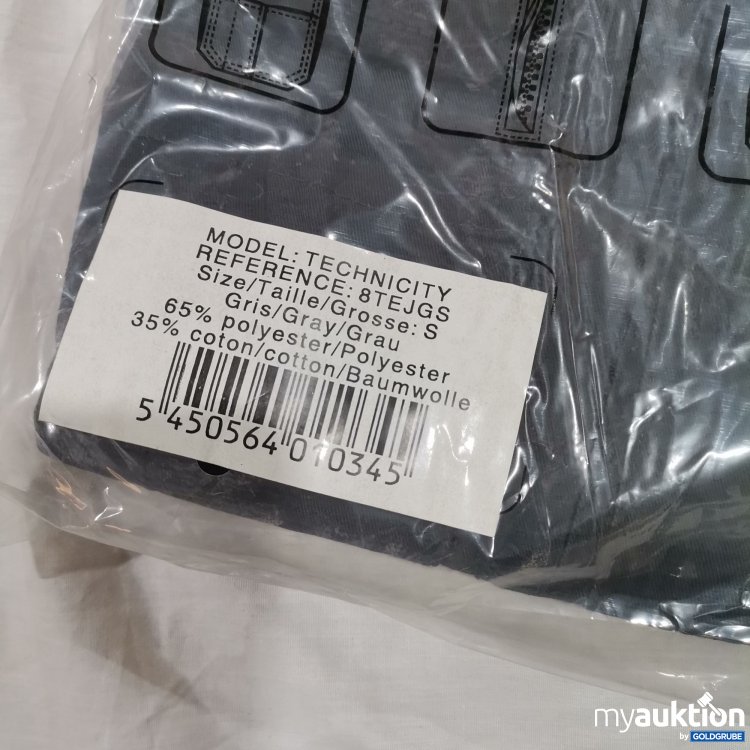 MODEL: TECHNICITY
REFERENCE: 8TEJGS
Size/Taille/Grosse: S
Gris/Gray/Grau
65% polyester/Polyester
35% coton/cotton/Baumwolle
5 450564 010345
myauktion
by GOLDGRUBE